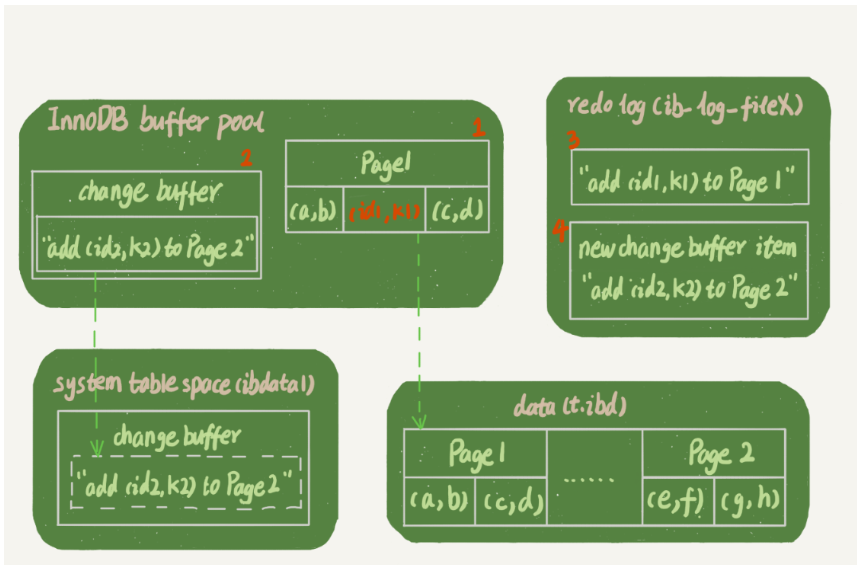 InnoDB buffer pool
1
Page1
(a,b) (id1,k1) (c,d)
2
change buffer
"add (id2,k2) to Page 2"
redo log (ib-log-fileX)
3
"add (id1,k1) to Page 1"
4
new change buffer item
"add (id2,k2) to Page 2"
system table space (ibdata1)
change buffer
"add (id2,k2) to Page 2"
data (t.ibd)
Page1 ...... Page 2
(a,b) (c,d) (e,f) (g,h)